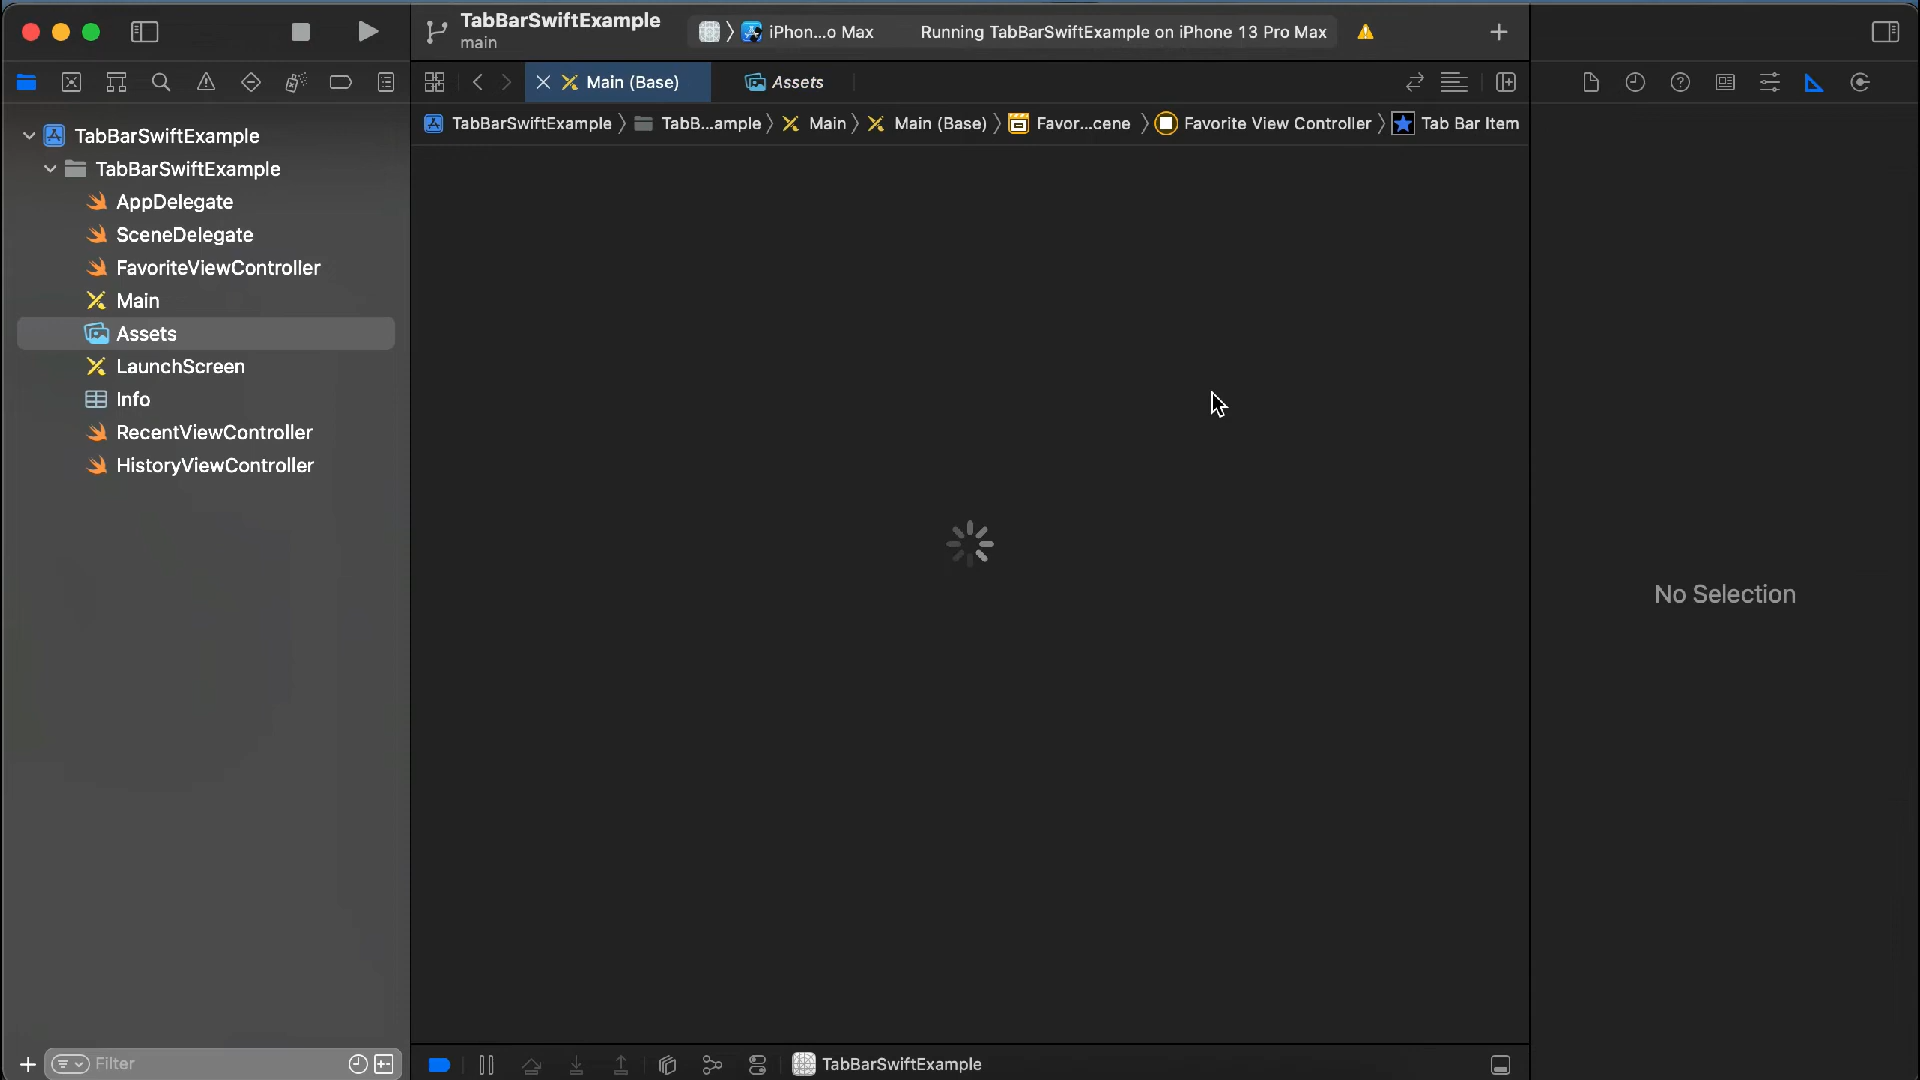 TabBarSwiftExample
main
iPhon...o Max
Running TabBarSwiftExample on iPhone 13 Pro Max
Main (Base)
Assets
TabBarSwiftExample
TabB...ample
Main
Main (Base)
Favor...cene
Favorite View Controller
Tab Bar Item
TabBarSwiftExample
TabBarSwiftExample
AppDelegate
SceneDelegate
FavoriteViewController
Main
Assets
LaunchScreen
Info
RecentViewController
HistoryViewController
No Selection
Filter
TabBarSwiftExample